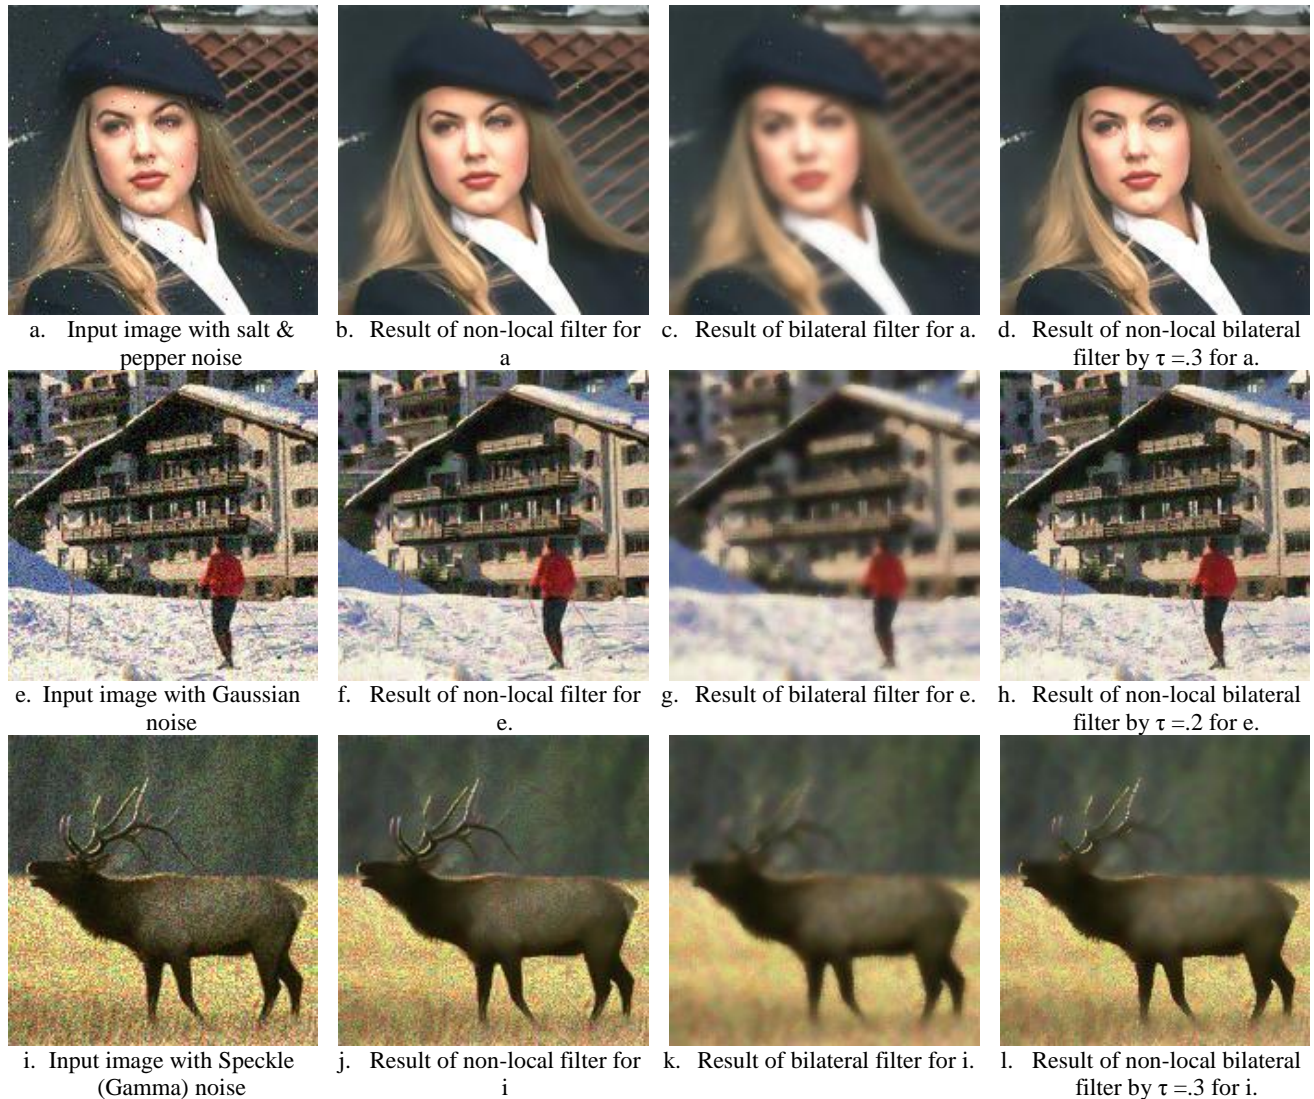 a. Input image with salt &
pepper noise
b. Result of non-local filter for
a
c. Result of bilateral filter for a.
d. Result of non-local bilateral
filter by τ =.3 for a.
e. Input image with Gaussian
noise
f. Result of non-local filter for
e.
g. Result of bilateral filter for e.
h. Result of non-local bilateral
filter by τ =.2 for e.
i. Input image with Speckle
(Gamma) noise
j. Result of non-local filter for
i
k. Result of bilateral filter for i.
l. Result of non-local bilateral
filter by τ =.3 for i.